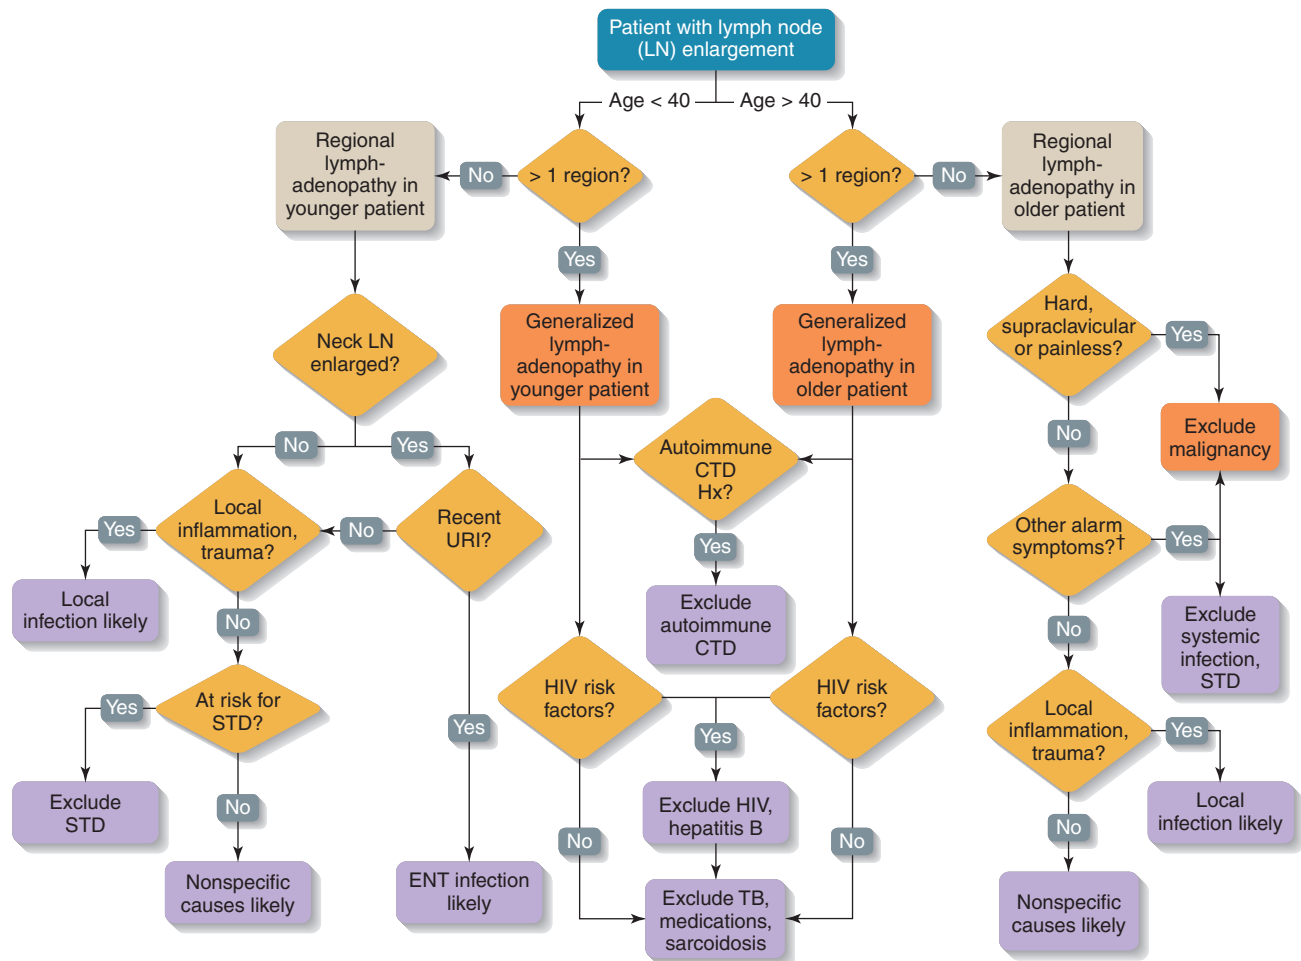 Patient with lymph node
(LN) enlargement
Age < 40
Age > 40
Regional
lymph-
adenopathy in
younger patient
No
> 1 region?
> 1 region?
No
Regional
lymph-
adenopathy in
older patient
Yes
Yes
Neck LN
enlarged?
Generalized
lymph-
adenopathy in
younger patient
Generalized
lymph-
adenopathy in
older patient
Hard,
supraclavicular
or painless?
Yes
No
Exclude
malignancy
No
Yes
Autoimmune
CTD
Hx?
Yes
Local
inflammation,
trauma?
No
Recent
URI?
Yes
Other alarm
symptoms?†
Yes
Local
infection likely
No
Exclude
autoimmune
CTD
No
Exclude
systemic
infection,
STD
Yes
At risk for
STD?
Yes
HIV risk
factors?
Yes
HIV risk
factors?
Local
inflammation,
trauma?
Yes
Exclude
STD
No
No
Exclude HIV,
hepatitis B
No
No
Local
infection likely
Nonspecific
causes likely
ENT infection
likely
Exclude TB,
medications,
sarcoidosis
Nonspecific
causes likely